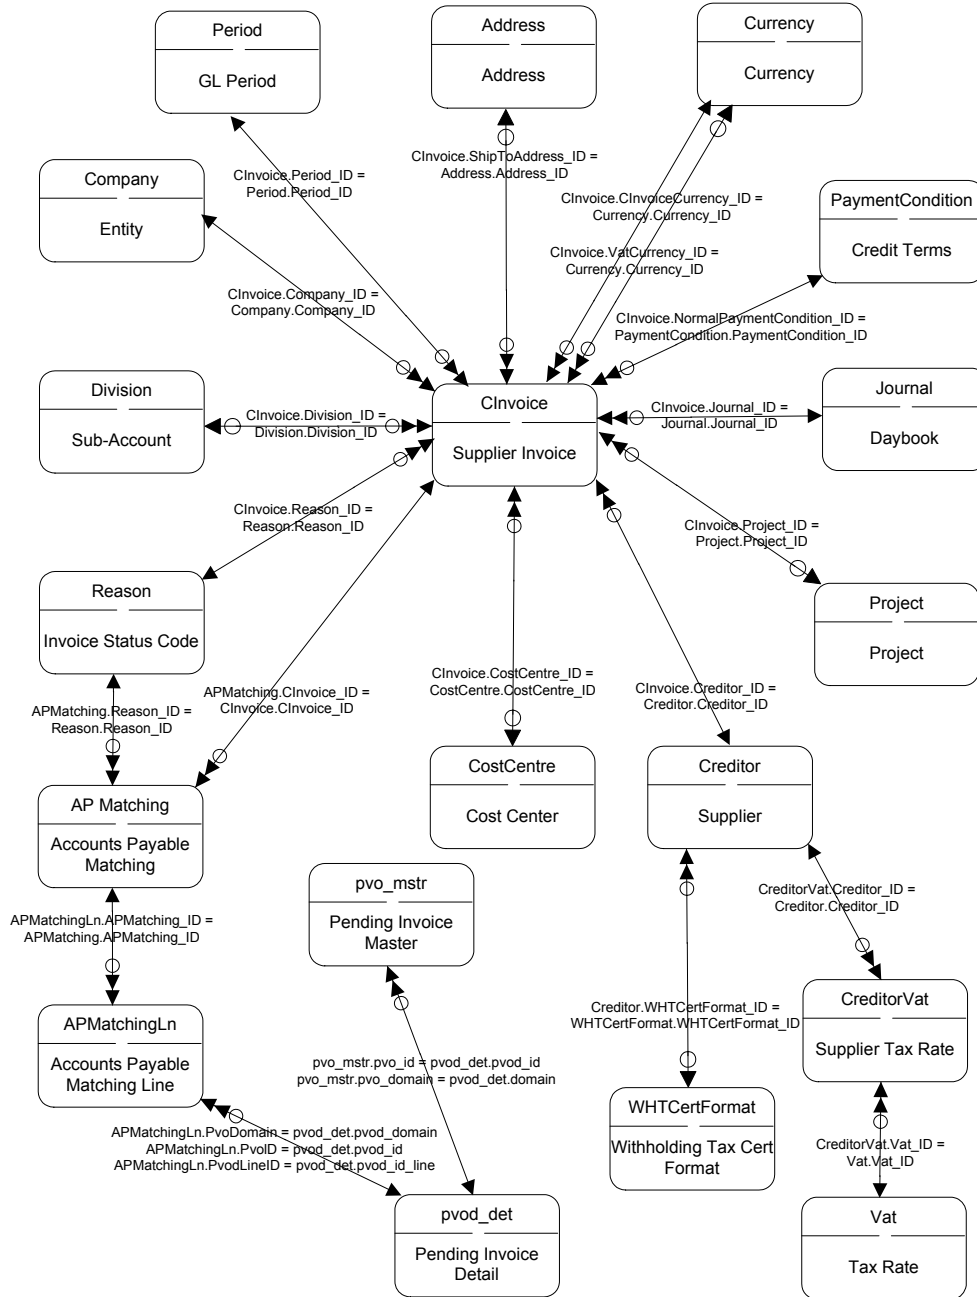 Period
GL Period
Address
Address
Currency
Currency
CInvoice.Period_ID =
Period.Period_ID
CInvoice.ShipToAddress_ID =
Address.Address_ID
Company
Entity
CInvoice.CInvoiceCurrency_ID =
Currency.Currency_ID
PaymentCondition
Credit Terms
CInvoice.VatCurrency_ID =
Currency.Currency_ID
CInvoice.Company_ID =
Company.Company_ID
CInvoice.NormalPaymentCondition_ID =
PaymentCondition.PaymentCondition_ID
Division
Sub-Account
CInvoice.Division_ID =
Division.Division_ID
CInvoice
Supplier Invoice
CInvoice.Journal_ID =
Journal.Journal_ID
Journal
Daybook
CInvoice.Reason_ID =
Reason.Reason_ID
CInvoice.Project_ID =
Project.Project_ID
Reason
Invoice Status Code
Project
Project
APMatching.Reason_ID =
Reason.Reason_ID
APMatching.CInvoice_ID =
CInvoice.CInvoice_ID
CInvoice.CostCentre_ID =
CostCentre.CostCentre_ID
CInvoice.Creditor_ID =
Creditor.Creditor_ID
AP Matching
Accounts Payable
Matching
CostCentre
Cost Center
Creditor
Supplier
pvo_mstr
Pending Invoice
Master
APMatchingLn.APMatching_ID =
APMatching.APMatching_ID
CreditorVat.Creditor_ID =
Creditor.Creditor_ID
APMatchingLn
Accounts Payable
Matching Line
Creditor.WHTCertFormat_ID =
WHTCertFormat.WHTCertFormat_ID
CreditorVat
Supplier Tax Rate
pvo_mstr.pvo_id = pvod_det.pvod_id
pvo_mstr.pvo_domain = pvod_det.domain
WHTCertFormat
Withholding Tax Cert
Format
APMatchingLn.PvoDomain = pvod_det.pvod_domain
APMatchingLn.PvoID = pvod_det.pvod_id
APMatchingLn.PvodLineID = pvod_det.pvod_id_line
CreditorVat.Vat_ID =
Vat.Vat_ID
pvod_det
Pending Invoice
Detail
Vat
Tax Rate